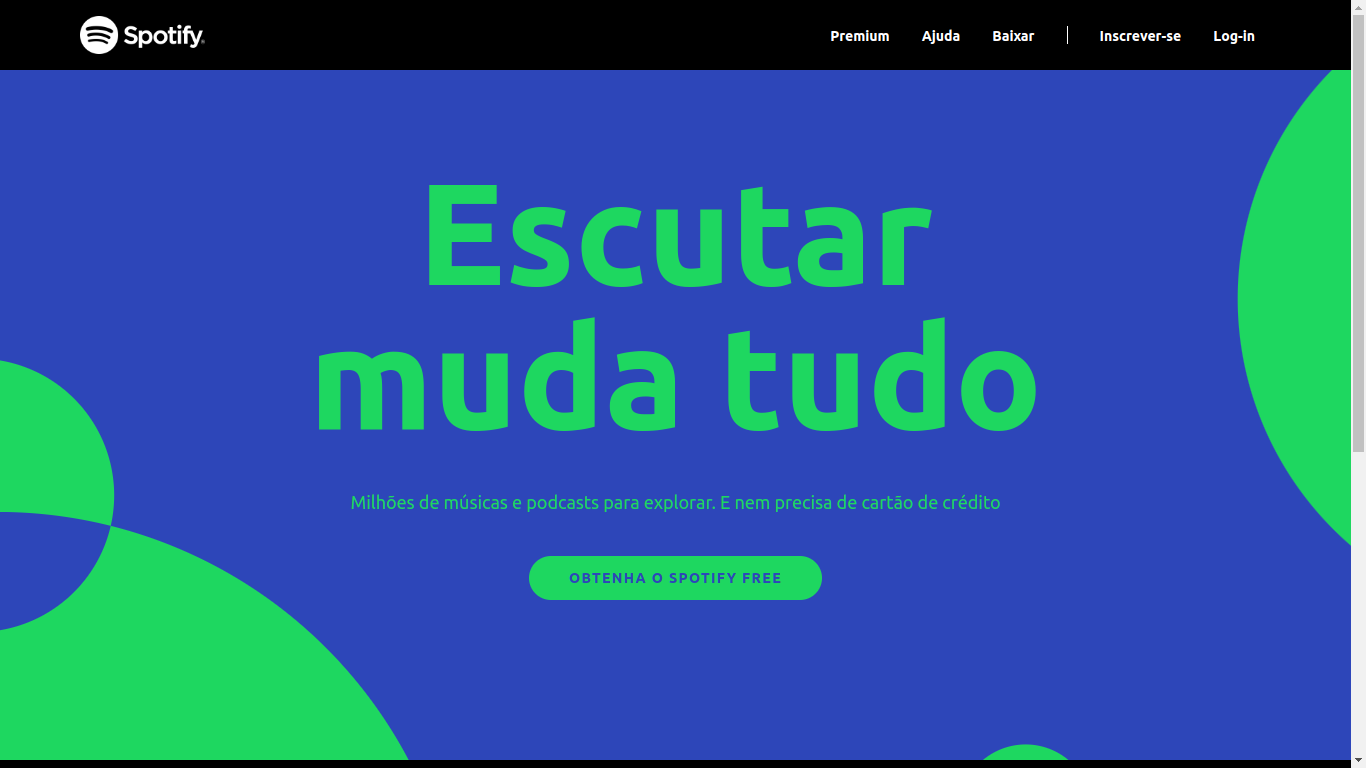 Spotify®
Premium Ajuda Baixar Inscrever-se Log-in
Escutar
muda tudo
Milhões de músicas e podcasts para explorar. E nem precisa de cartão de crédito
OBTENHA O SPOTIFY FREE